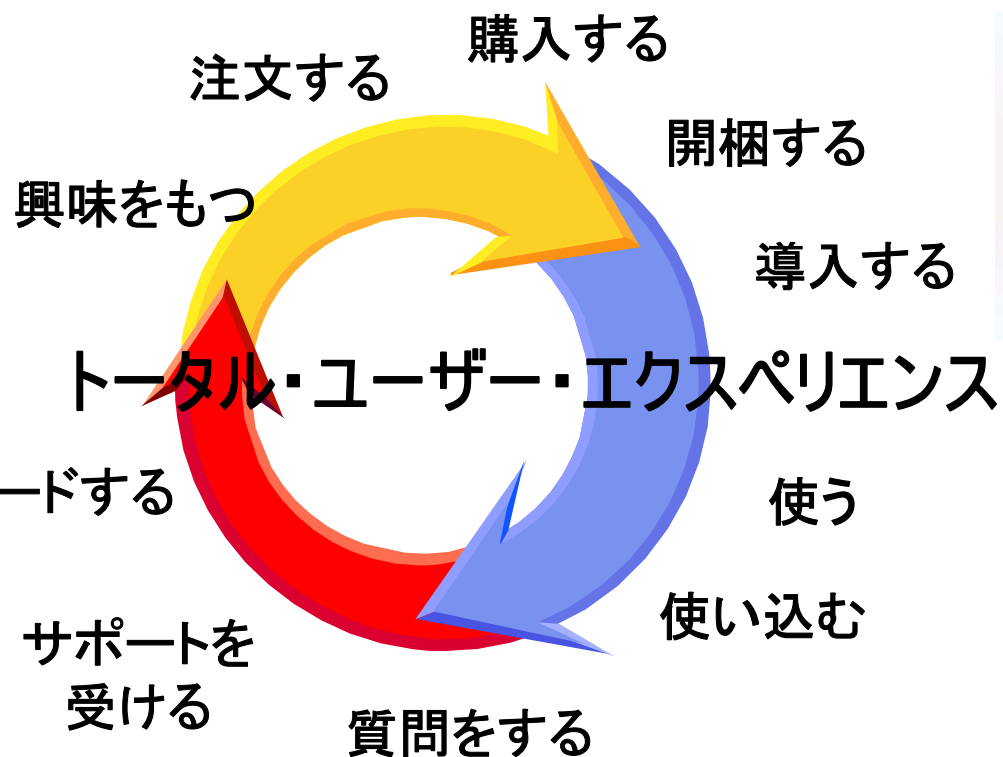 購入する
注文する
開梱する
興味をもつ
導入する
トータル・ユーザー・エクスペリエンス
ードする
使う
使い込む
サポートを
受ける
質問をする